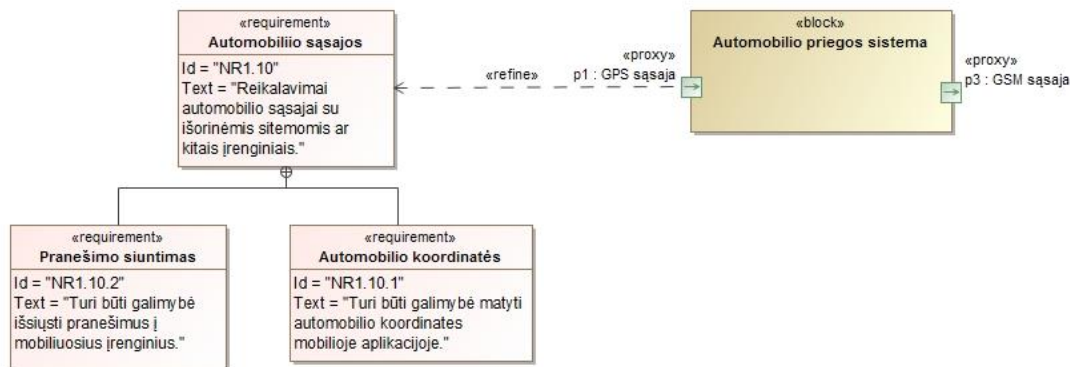 «requirement»
Automobiliio sąsajos
Id = "NR1.10"
Text = "Reikalavimai
automobilio sąsajai su
išorinėmis sitemomis ar
kitais įrenginiais."
«refine»
«proxy»
p1 : GPS sąsaja
«block»
Automobilio priegos sistema
«proxy»
p3 : GSM sąsaja
«requirement»
Pranešimo siuntimas
Id = "NR1.10.2"
Text = "Turi būti galimybė
išsiųsti pranešimus į
mobiliuosius įrenginius."
«requirement»
Automobilio koordinatės
Id = "NR1.10.1"
Text = "Turi būti galimybė matyti
automobilio koordinates
mobilioje aplikacijoje."